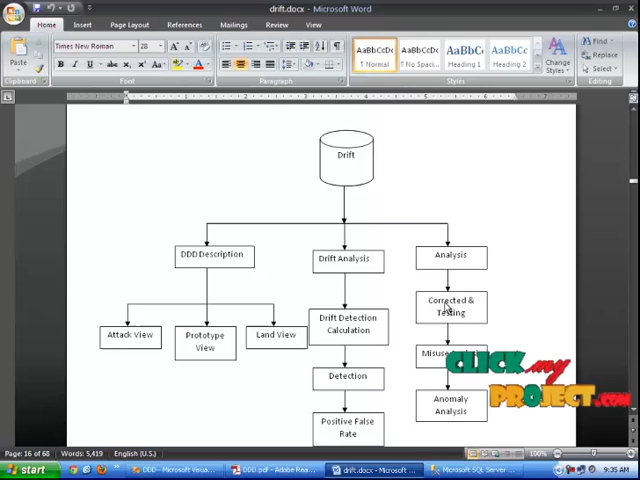 drift.docx - Microsoft Word
Home Insert Page Layout References Mailings Review View
Times New Roman 28
Paste
AaBbCcDc AaBbCcDc AaBbCc AaBbCc
¶ Normal ¶ No Spaci... Heading 1 Heading 2
Change
Styles
Find
Replace
Select
Clipboard Font Paragraph Styles Editing
Drift
DDD Description
Drift Analysis
Analysis
Attack View
Prototype
View
Land View
Drift Detection
Calculation
Corrected &
Testing
Detection
Misuse
Positive False
Rate
Anomaly
Analysis
CLICK my
PROJECT.COM
Page: 16 of 68 Words: 5,419 English (U.S.) 100%
start DDD - Microsoft Visua... DDD.pdf - Adobe Rea... drift.docx - Microsoft ... Microsoft SQL Server ... 9:35 AM